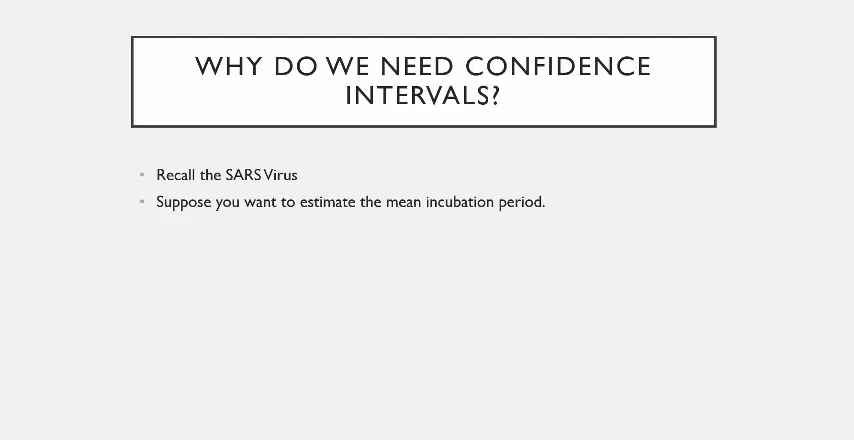 WHY DO WE NEED CONFIDENCE
INTERVALS?
Recall the SARS Virus
Suppose you want to estimate the mean incubation period.